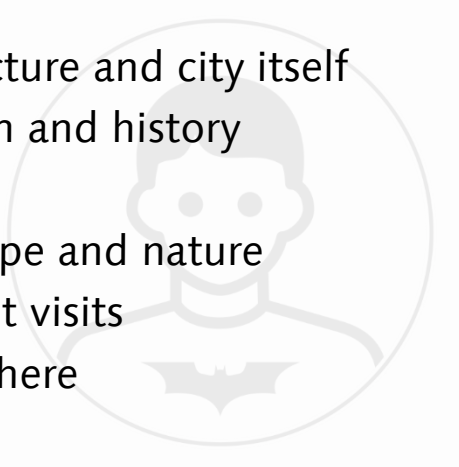 cture and city itself
n and history
pe and nature
t visits
here